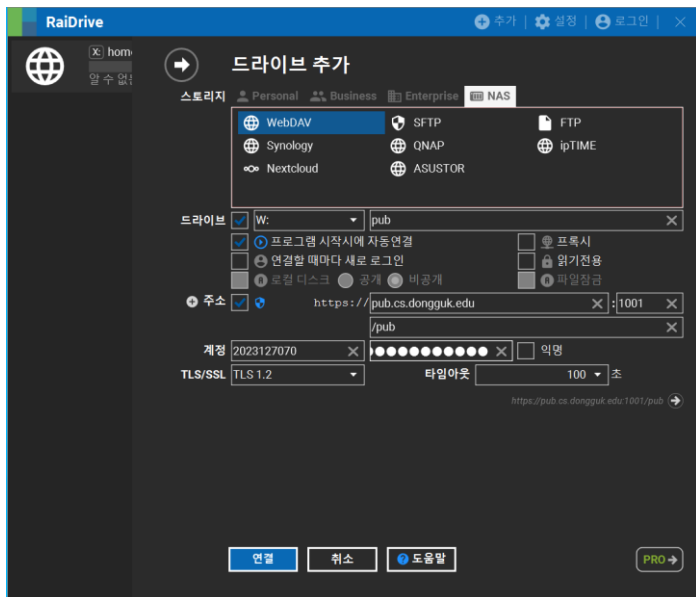 RaiDrive 추가 | 설정 | 로그인 |
X: hom
알 수 없
드라이브 추가
스토리지 Personal Business Enterprise NAS
WebDAV SFTP FTP
Synology QNAP ipTIME
Nextcloud ASUSTOR
드라이브 W: pub
프로그램 시작시에 자동연결 프록시
연결할 때마다 새로 로그인 읽기전용
로컬 디스크 공개 비공개 파일잠금
주소 https:// pub.cs.dongguk.edu : 1001
/pub
계정 2023127070 ●●●●●●●●●●● 익명
TLS/SSL TLS 1.2 타임아웃 100 초
https://pub.cs.dongguk.edu:1001/pub
연결 취소 도움말 PRO